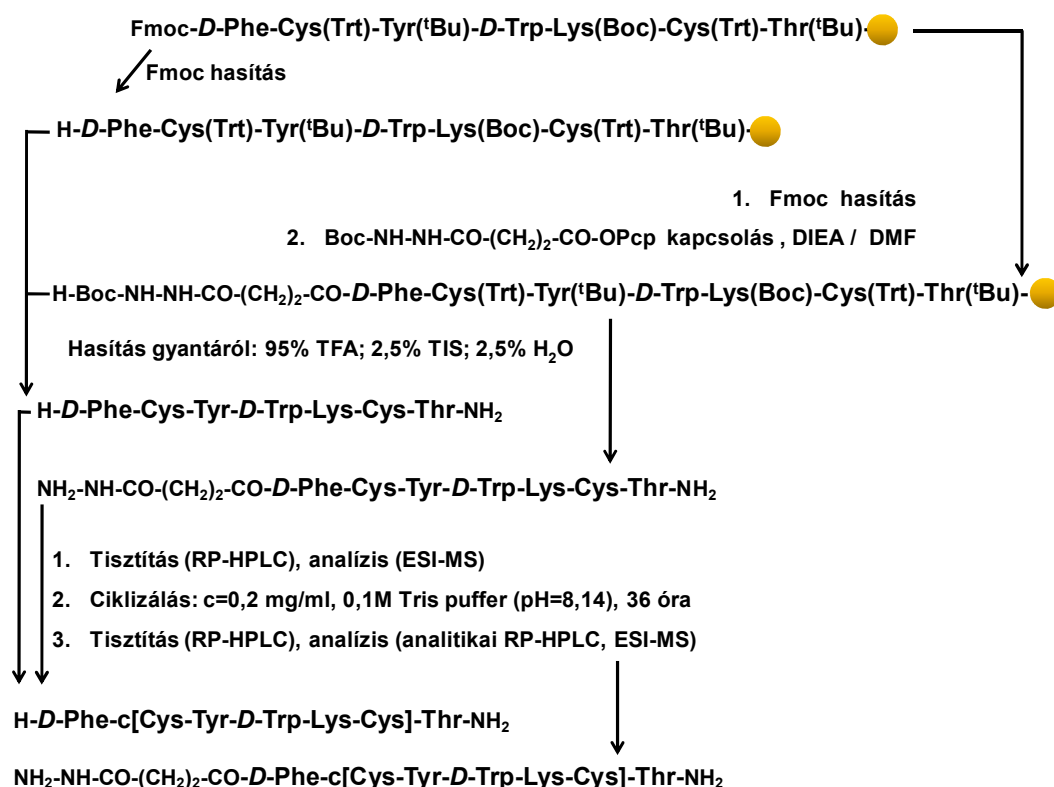 Fmoc-D-Phe-Cys(Trt)-Tyr(ᵗBu)-D-Trp-Lys(Boc)-Cys(Trt)-Thr(ᵗBu)-
Fmoc hasítás
H-D-Phe-Cys(Trt)-Tyr(ᵗBu)-D-Trp-Lys(Boc)-Cys(Trt)-Thr(ᵗBu)-
1. Fmoc hasítás
2. Boc-NH-NH-CO-(CH₂)₂-CO-OPcp kapcsolás , DIEA / DMF
H-Boc-NH-NH-CO-(CH₂)₂-CO-D-Phe-Cys(Trt)-Tyr(ᵗBu)-D-Trp-Lys(Boc)-Cys(Trt)-Thr(ᵗBu)-
Hasítás gyantáról: 95% TFA; 2,5% TIS; 2,5% H₂O
H-D-Phe-Cys-Tyr-D-Trp-Lys-Cys-Thr-NH₂
NH₂-NH-CO-(CH₂)₂-CO-D-Phe-Cys-Tyr-D-Trp-Lys-Cys-Thr-NH₂
1. Tisztítás (RP-HPLC), analízis (ESI-MS)
2. Ciklizálás: c=0,2 mg/ml, 0,1M Tris puffer (pH=8,14), 36 óra
3. Tisztítás (RP-HPLC), analízis (analitikai RP-HPLC, ESI-MS)
H-D-Phe-c[Cys-Tyr-D-Trp-Lys-Cys]-Thr-NH₂
NH₂-NH-CO-(CH₂)₂-CO-D-Phe-c[Cys-Tyr-D-Trp-Lys-Cys]-Thr-NH₂